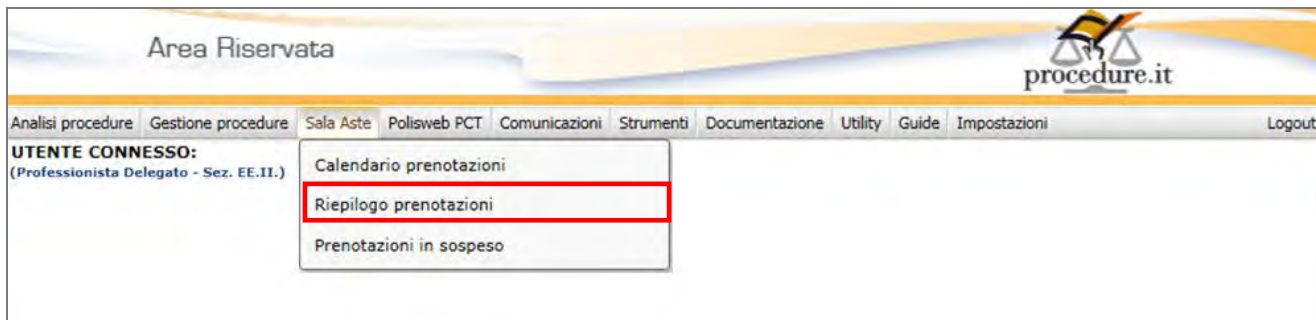 Area Riservata
procedure.it
Analisi procedure Gestione procedure Sala Aste Polisweb PCT Comunicazioni Strumenti Documentazione Utility Guide Impostazioni Logout
UTENTE CONNESSO:
(Professionista Delegato - Sez. EE.II.)
Calendario prenotazioni
Riepilogo prenotazioni
Prenotazioni in sospeso